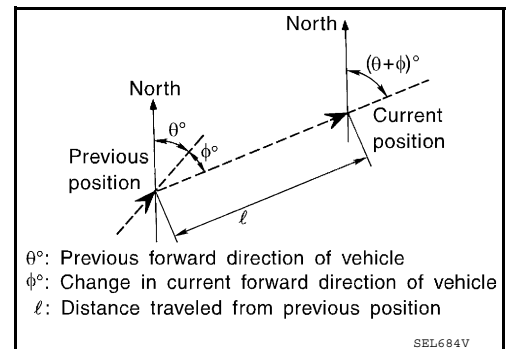 North
(θ+ϕ)°
North
θ°
ϕ°
Current
position
Previous
position
ℓ
θ°: Previous forward direction of vehicle
ϕ°: Change in current forward direction of vehicle
ℓ: Distance traveled from previous position
SEL684V